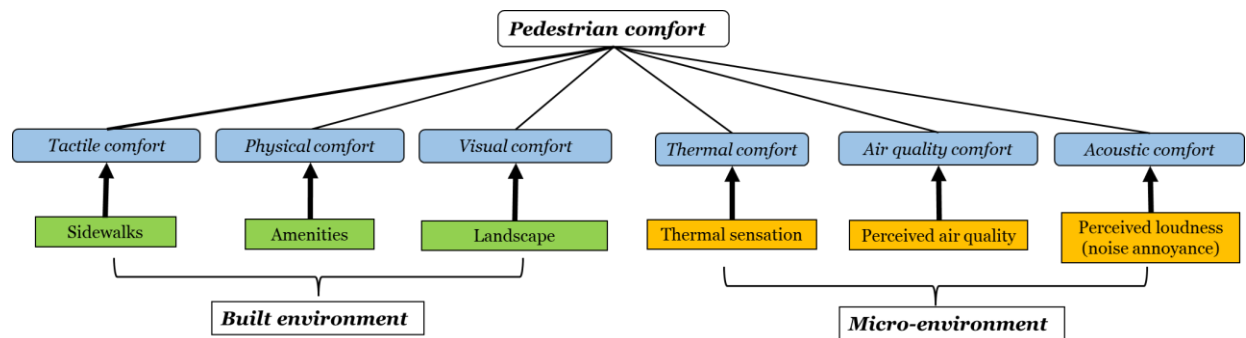 Pedestrian comfort
Tactile comfort
Physical comfort
Visual comfort
Thermal comfort
Air quality comfort
Acoustic comfort
Sidewalks
Amenities
Landscape
Thermal sensation
Perceived air quality
Perceived loudness
(noise annoyance)
Built environment
Micro-environment